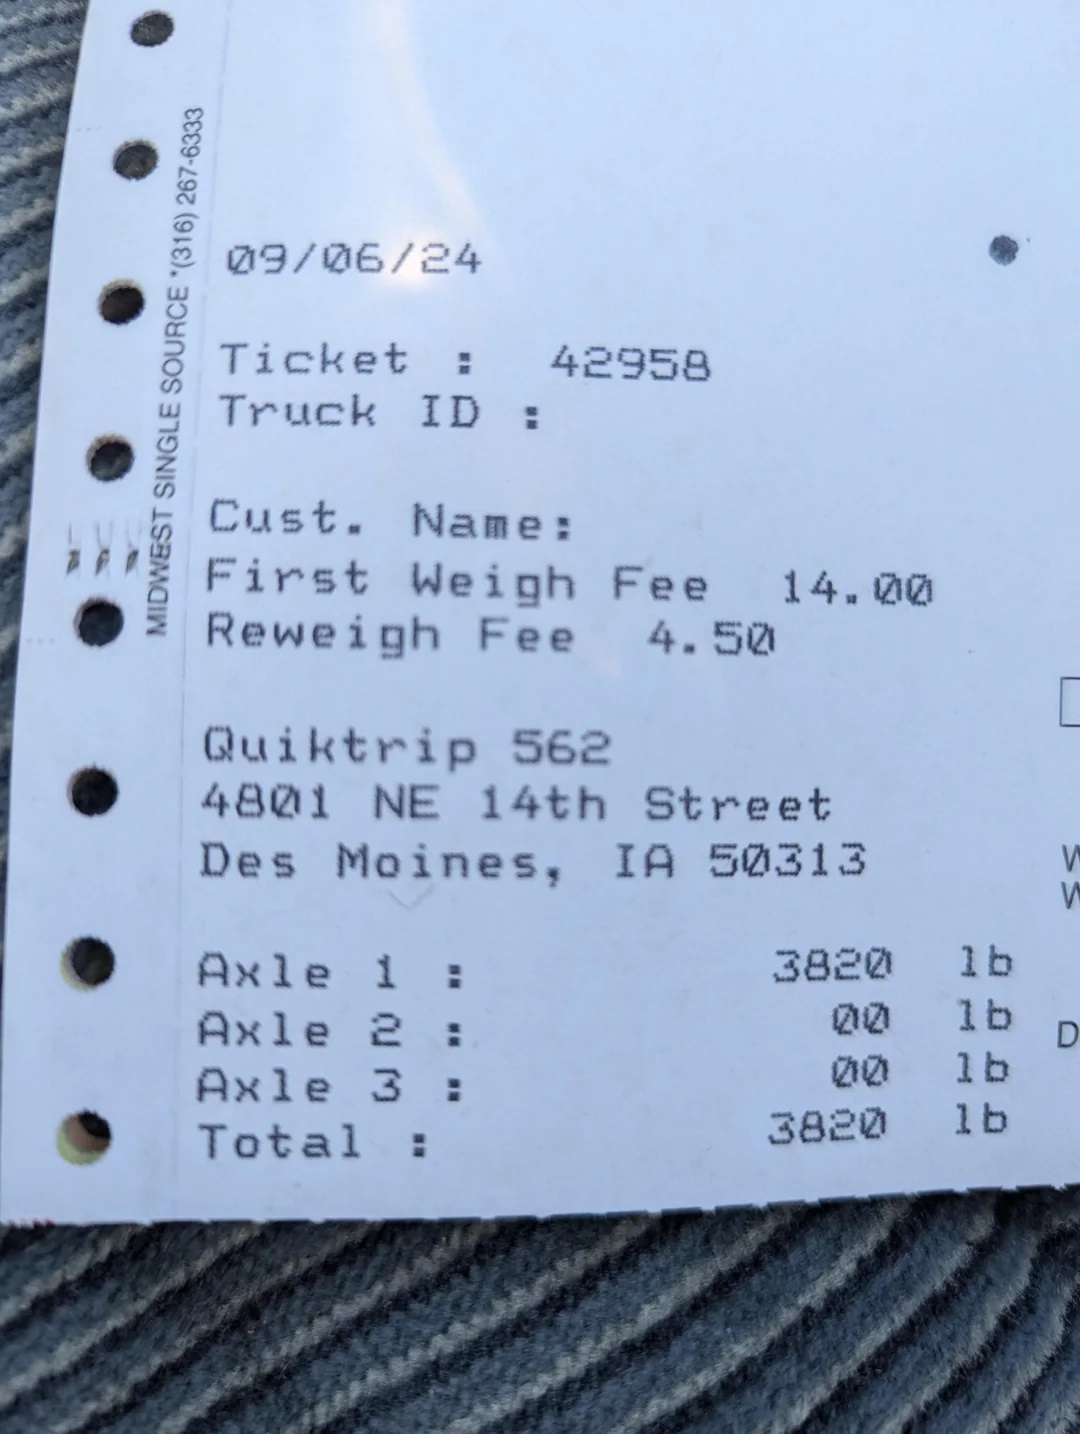 MIDWEST SINGLE SOURCE *(316) 267-6333
09/06/24
Ticket : 42958
Truck ID :
Cust. Name:
First Weigh Fee 14.00
Reweigh Fee 4.50
Quiktrip 562
4801 NE 14th Street
Des Moines, IA 50313
W
W
Axle 1 : 3820 lb
Axle 2 : 00 lb
D
Axle 3 : 00 lb
Total : 3820 lb